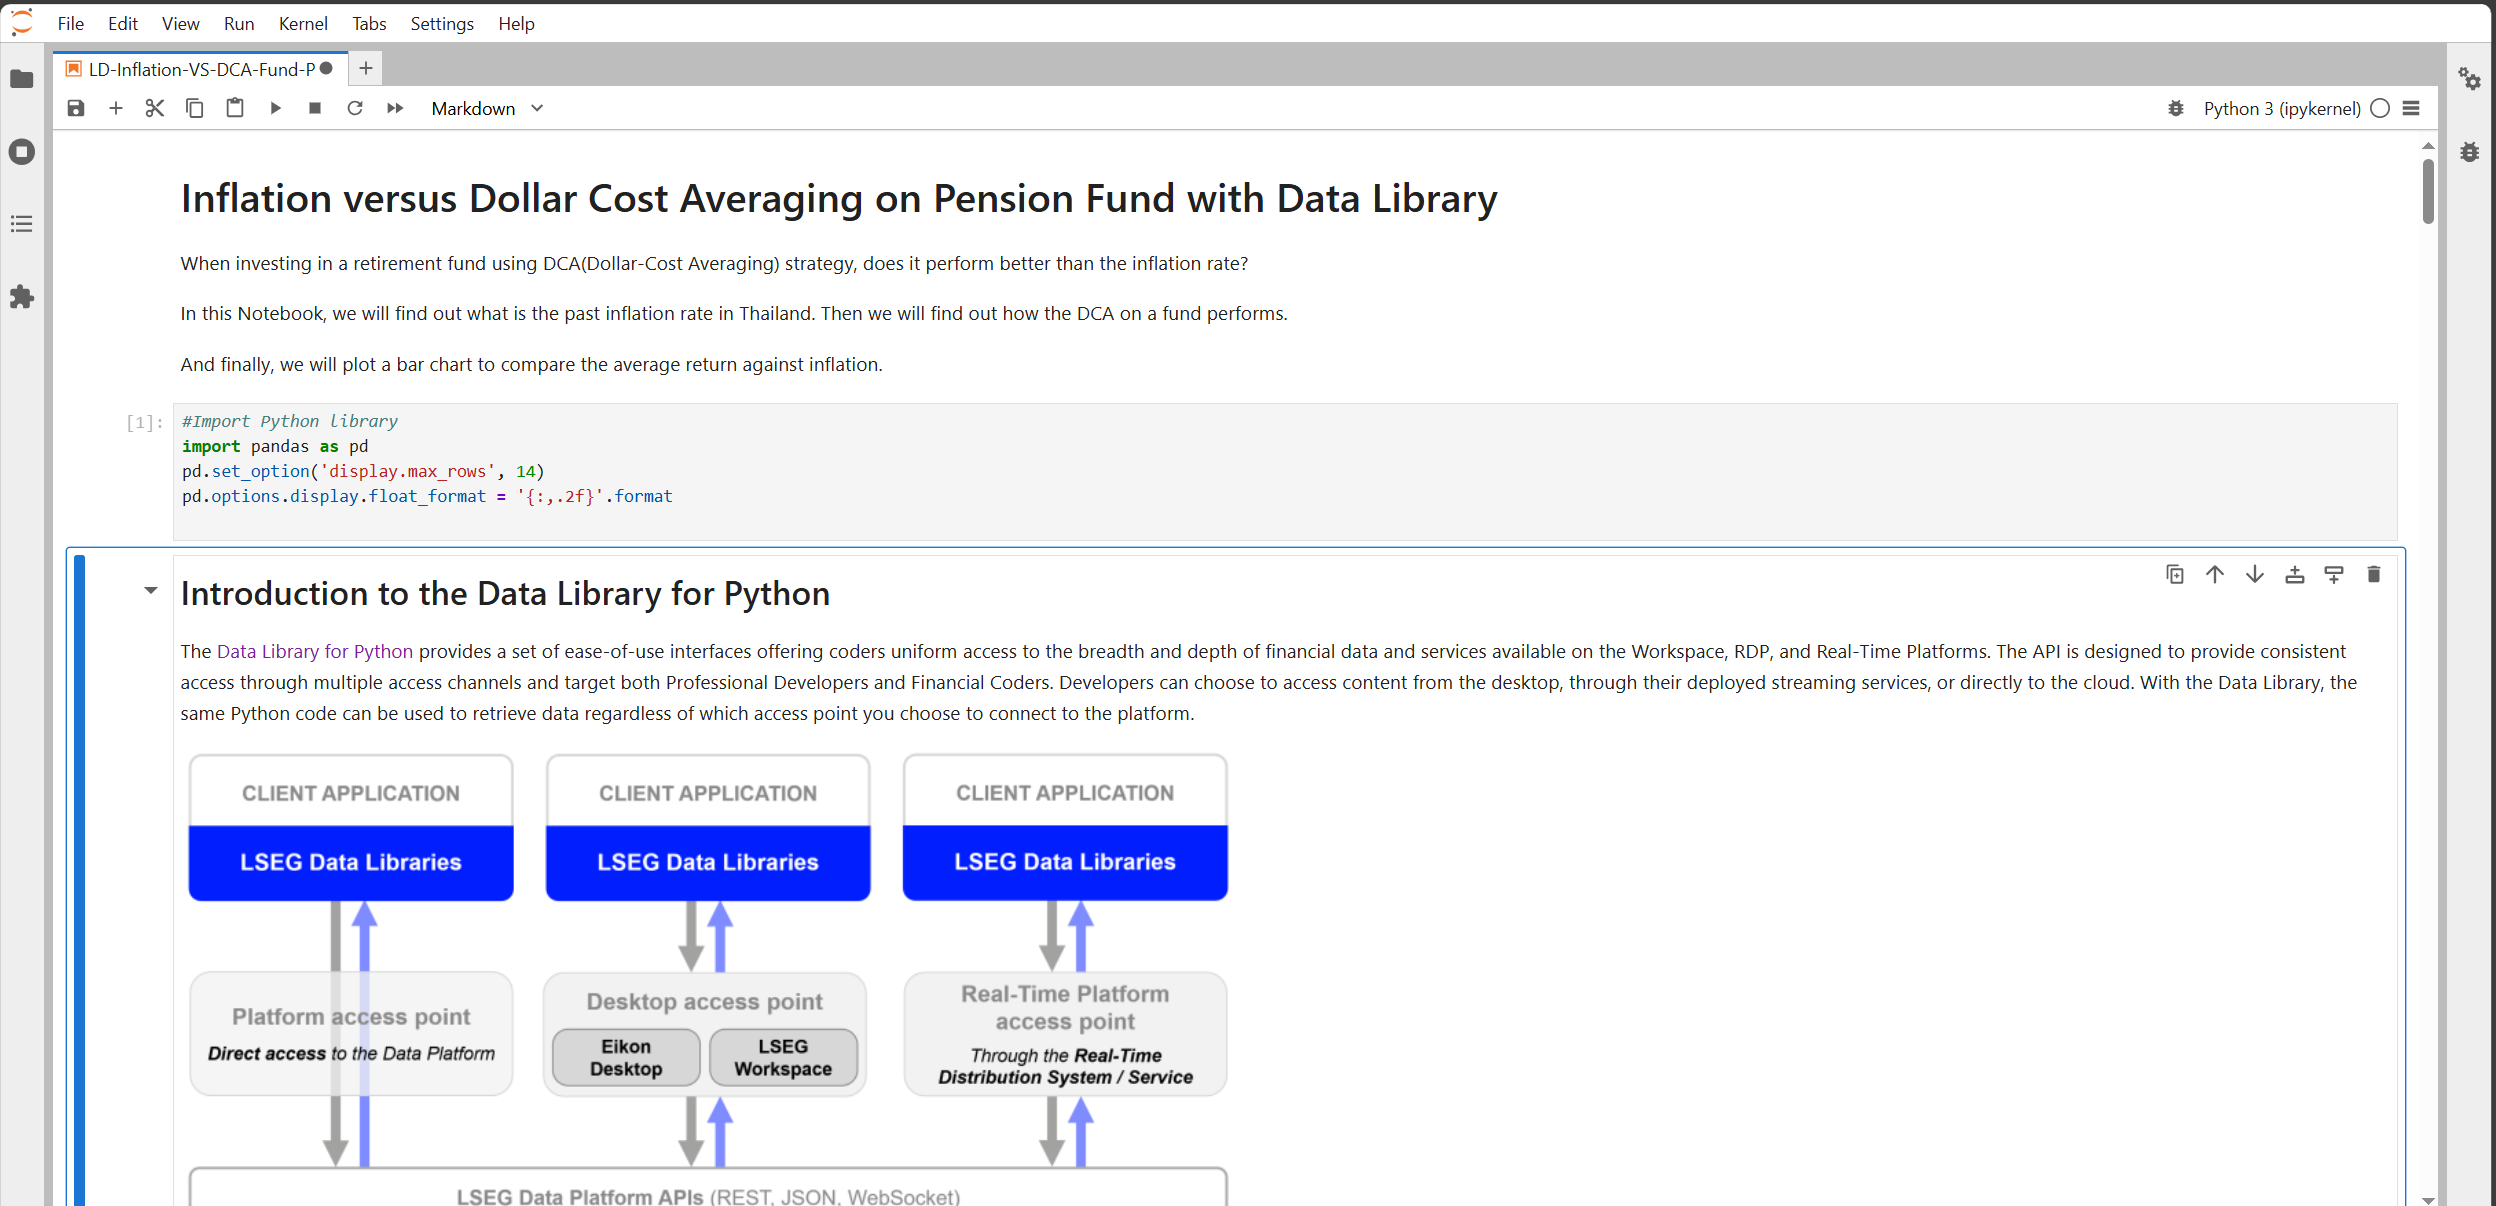 File Edit View Run Kernel Tabs Settings Help
LD-Inflation-VS-DCA-Fund-P
Markdown
Python 3 (ipykernel)
Inflation versus Dollar Cost Averaging on Pension Fund with Data Library
When investing in a retirement fund using DCA(Dollar-Cost Averaging) strategy, does it perform better than the inflation rate?
In this Notebook, we will find out what is the past inflation rate in Thailand. Then we will find out how the DCA on a fund performs.
And finally, we will plot a bar chart to compare the average return against inflation.
[1]:
#Import Python library
import pandas as pd
pd.set_option('display.max_rows', 14)
pd.options.display.float_format = '{:,.2f}'.format
Introduction to the Data Library for Python
The Data Library for Python provides a set of ease-of-use interfaces offering coders uniform access to the breadth and depth of financial data and services available on the Workspace, RDP, and Real-Time Platforms. The API is designed to provide consistent
access through multiple access channels and target both Professional Developers and Financial Coders. Developers can choose to access content from the desktop, through their deployed streaming services, or directly to the cloud. With the Data Library, the
same Python code can be used to retrieve data regardless of which access point you choose to connect to the platform.
CLIENT APPLICATION
LSEG Data Libraries
CLIENT APPLICATION
LSEG Data Libraries
CLIENT APPLICATION
LSEG Data Libraries
Platform access point
Direct access to the Data Platform
Desktop access point
Eikon
Desktop
LSEG
Workspace
Real-Time Platform
access point
Through the Real-Time
Distribution System / Service
LSEG Data Platform APIs (REST, JSON, WebSocket)